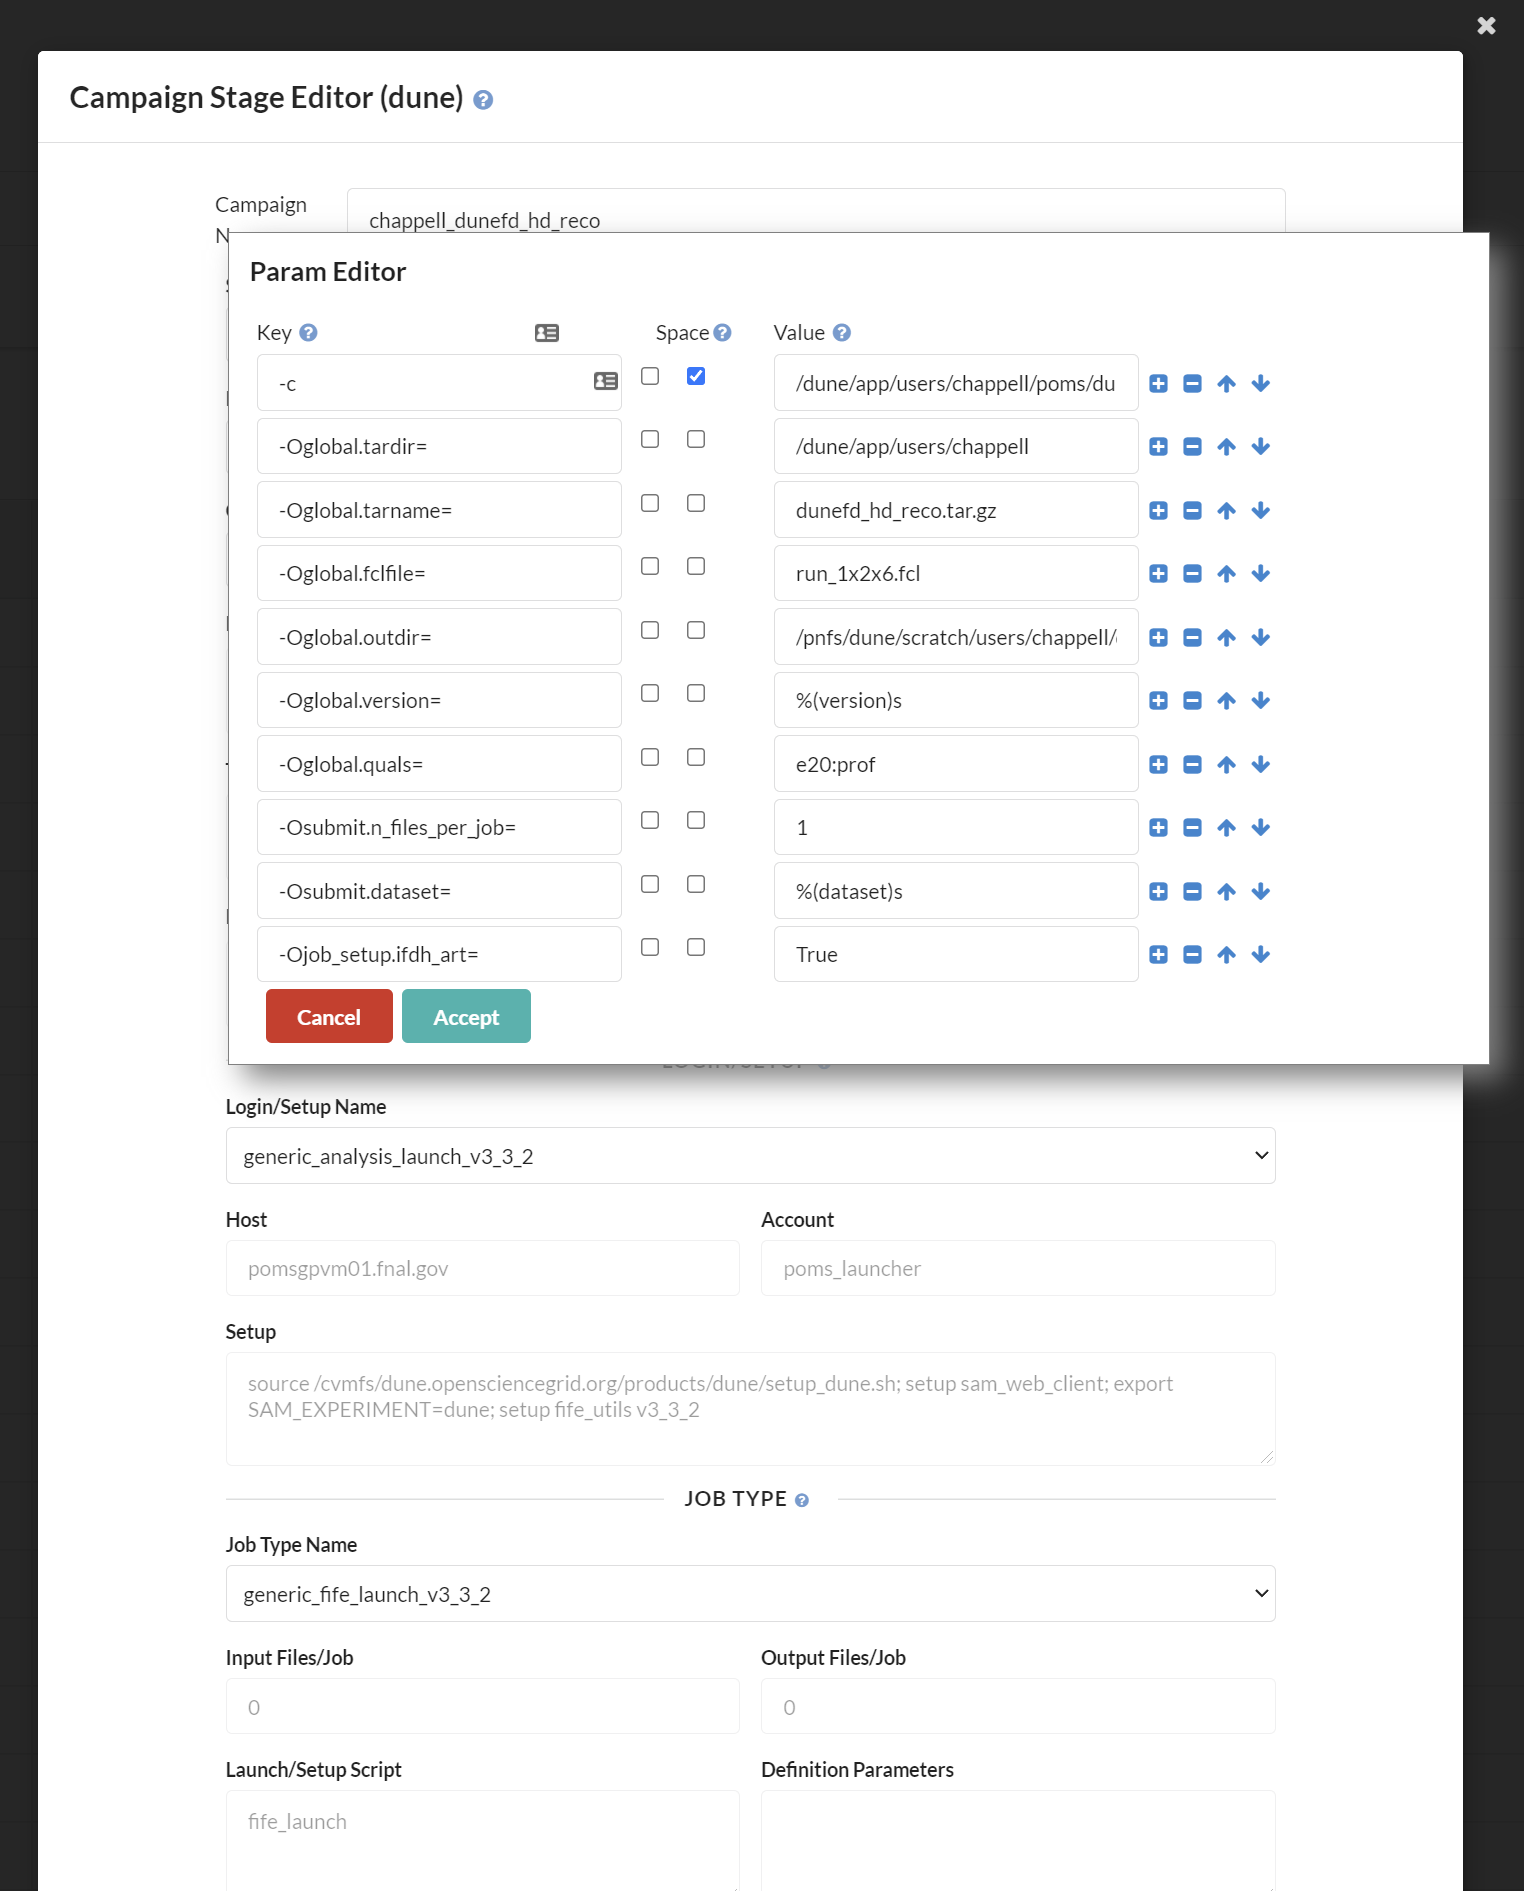 Campaign Stage Editor (dune)
Campaign
chappell_dunefd_hd_reco
Param Editor
Key Space Value
-c /dune/app/users/chappell/poms/du
-Oglobal.tardir= /dune/app/users/chappell
-Oglobal.tarname= dunefd_hd_reco.tar.gz
-Oglobal.fclfile= run_1x2x6.fcl
-Oglobal.outdir= /pnfs/dune/scratch/users/chappell/
-Oglobal.version= %(version)s
-Oglobal.quals= e20:prof
-Osubmit.n_files_per_job= 1
-Osubmit.dataset= %(dataset)s
-Ojob_setup.ifdh_art= True
Cancel Accept
Login/Setup Name
generic_analysis_launch_v3_3_2
Host Account
pomsgpvm01.fnal.gov poms_launcher
Setup
source /cvmfs/dune.opensciencegrid.org/products/dune/setup_dune.sh; setup sam_web_client; export
SAM_EXPERIMENT=dune; setup fife_utils v3_3_2
JOB TYPE
Job Type Name
generic_fife_launch_v3_3_2
Input Files/Job Output Files/Job
0 0
Launch/Setup Script Definition Parameters
fife_launch